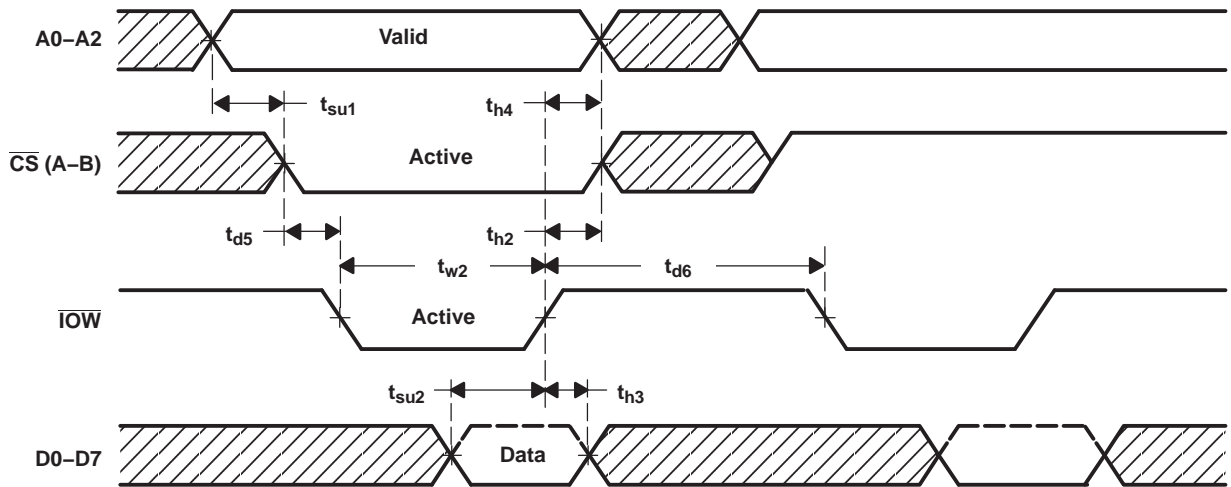 A0–A2
Valid
tsu1
th4
CS (A–B)
Active
td5
th2
tw2
td6
IOW
Active
tsu2
th3
D0–D7
Data